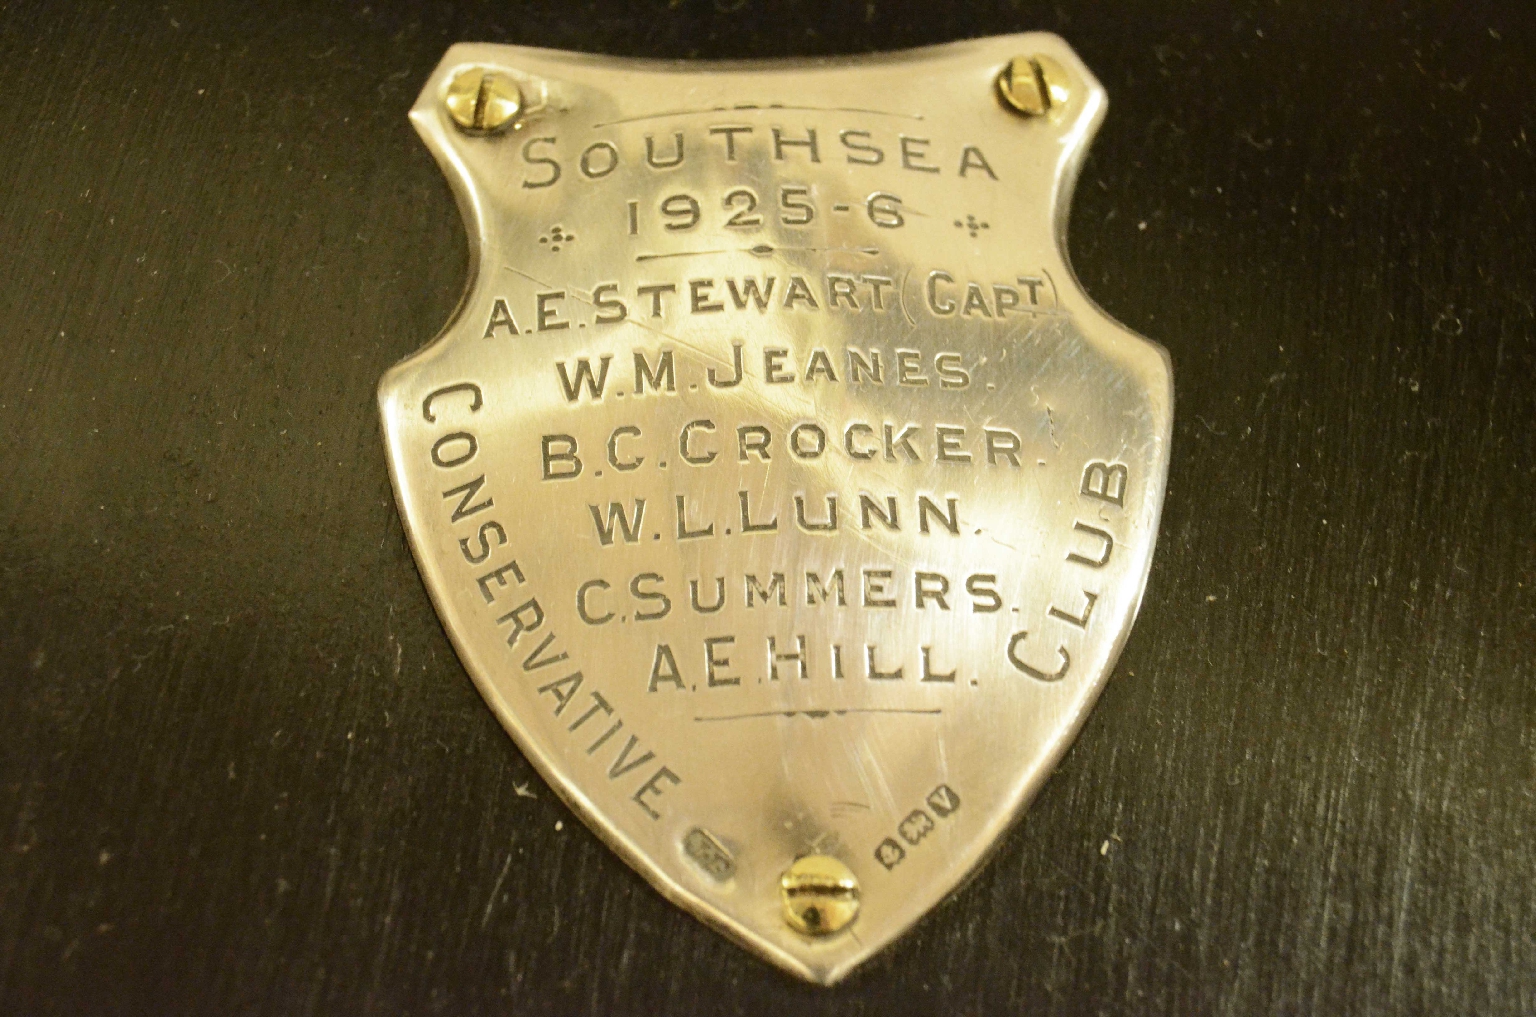 SOUTHSEA
1925-6
A.E.STEWART (CAPT)
W.M.JEANES.
B.C.CROCKER.
W.L.LUNN.
C.SUMMERS.
A.E.HILL.
CONSERVATIVE
CLUB
V